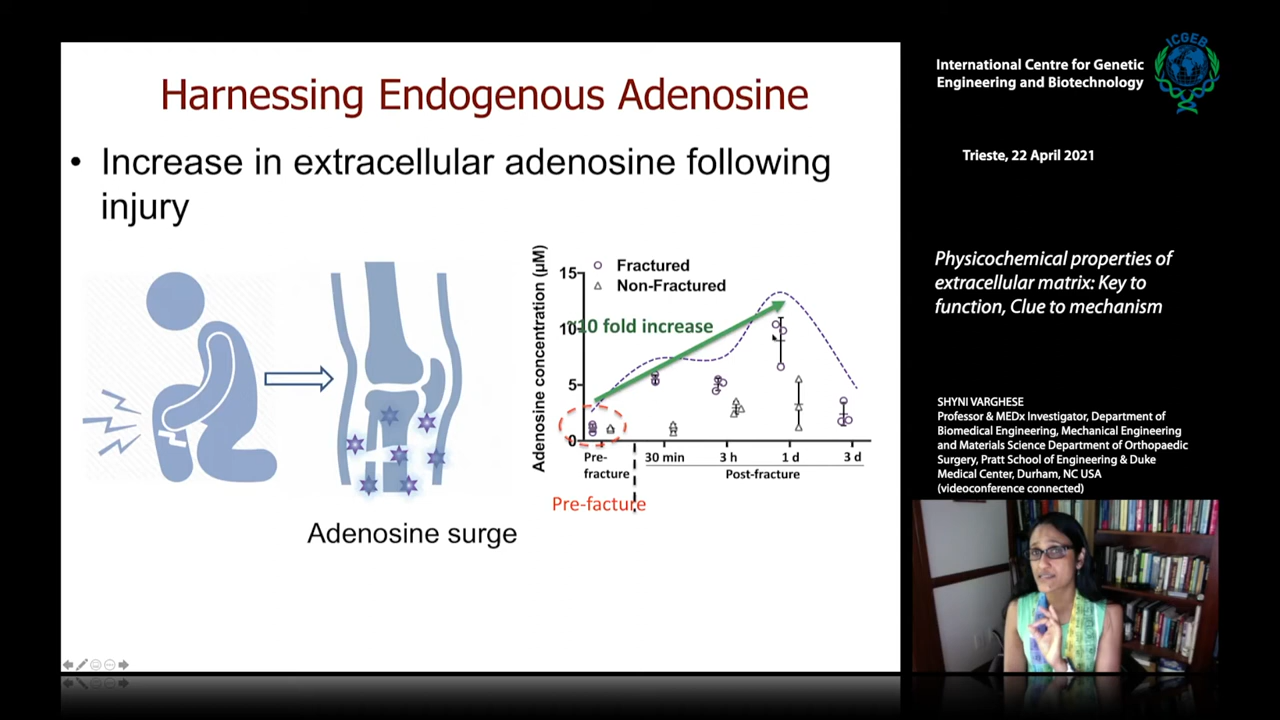 Harnessing Endogenous Adenosine
• Increase in extracellular adenosine following
injury
Adenosine surge
Adenosine concentration (µM)
15
10
5
0
Fractured
Non-Fractured
~10 fold increase
Pre-
fracture
30 min
3 h
1 d
3 d
Post-fracture
Pre-facture
International Centre for Genetic
Engineering and Biotechnology
ICGEB
Trieste, 22 April 2021
Physicochemical properties of
extracellular matrix: Key to
function, Clue to mechanism
SHYNI VARGHESE
Professor & MEDx Investigator, Department of
Biomedical Engineering, Mechanical Engineering
and Materials Science Department of Orthopaedic
Surgery, Pratt School of Engineering & Duke
Medical Center, Durham, NC USA
(videoconference connected)